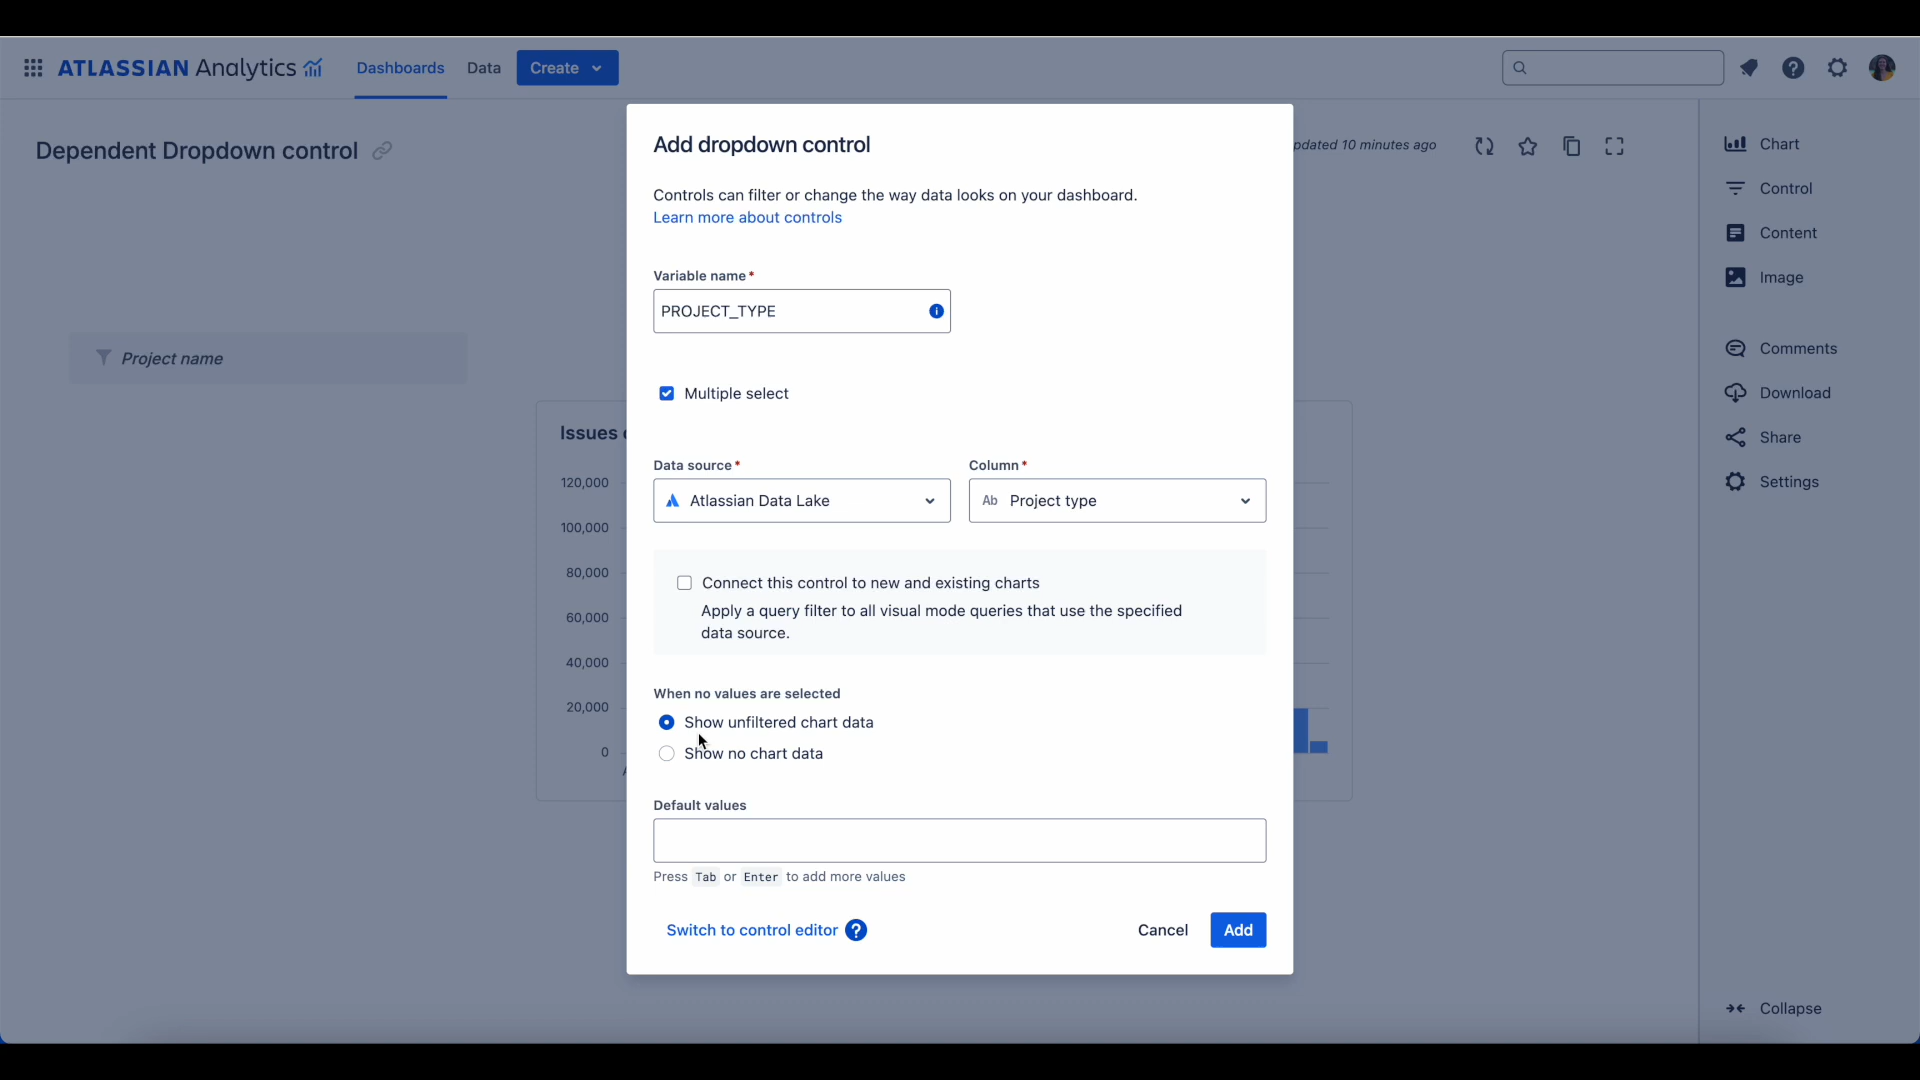 ATLASSIAN Analytics
Dashboards
Data
Create
Dependent Dropdown control
pdated 10 minutes ago
Project name
Issues
120,000
100,000
80,000
60,000
40,000
20,000
0
Add dropdown control
Controls can filter or change the way data looks on your dashboard.
Learn more about controls
Variable name*
PROJECT_TYPE
Multiple select
Data source*
Column*
Atlassian Data Lake
Ab Project type
Connect this control to new and existing charts
Apply a query filter to all visual mode queries that use the specified
data source.
When no values are selected
Show unfiltered chart data
Show no chart data
Default values
Press Tab or Enter to add more values
Switch to control editor ?
Cancel
Add
Chart
Control
Content
Image
Comments
Download
Share
Settings
Collapse